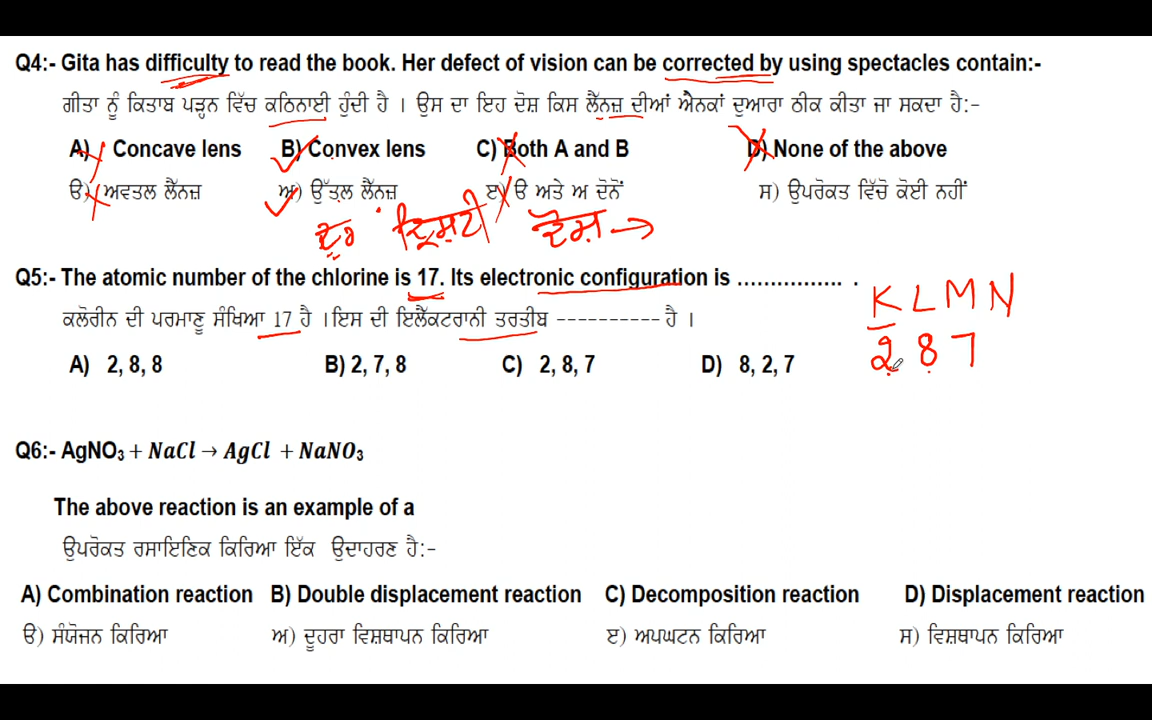 Q4:- Gita has difficulty to read the book. Her defect of vision can be corrected by using spectacles contain:-
ਗੀਤਾ ਨੂੰ ਕਿਤਾਬ ਪੜ੍ਹਨ ਵਿੱਚ ਕਠਿਨਾਈ ਹੁੰਦੀ ਹੈ । ਉਸ ਦਾ ਇਹ ਦੋਸ਼ ਕਿਸ ਲੈੱਨਜ਼ ਦੀਆਂ ਐਨਕਾਂ ਦੁਆਰਾ ਠੀਕ ਕੀਤਾ ਜਾ ਸਕਦਾ ਹੈ:-
A) Concave lens B) Convex lens C) Both A and B D) None of the above
ੳ) ਅਵਤਲ ਲੈੱਨਜ਼ ਅ) ਉੱਤਲ ਲੈੱਨਜ਼ ੲ) ੳ ਅਤੇ ਅ ਦੋਨੋਂ ਸ) ਉਪਰੋਕਤ ਵਿੱਚੋ ਕੋਈ ਨਹੀਂ
ਦੂਰ ਦ੍ਰਿਸ਼ਟੀ ਦੋਸ਼ →
Q5:- The atomic number of the chlorine is 17. Its electronic configuration is ................ .
K L M N
ਕਲੋਰੀਨ ਦੀ ਪਰਮਾਣੂ ਸੰਖਿਆ 17 ਹੈ ।ਇਸ ਦੀ ਇਲੈੱਕਟਰਾਨੀ ਤਰਤੀਬ ---------- ਹੈ ।
2 8 7
A) 2, 8, 8 B) 2, 7, 8 C) 2, 8, 7 D) 8, 2, 7
Q6:- AgNO₃ + NaCl → AgCl + NaNO₃
The above reaction is an example of a
ਉਪਰੋਕਤ ਰਸਾਇਣਿਕ ਕਿਰਿਆ ਇੱਕ ਉਦਾਹਰਣ ਹੈ:-
A) Combination reaction B) Double displacement reaction C) Decomposition reaction D) Displacement reaction
ੳ) ਸੰਯੋਜਨ ਕਿਰਿਆ ਅ) ਦੂਹਰਾ ਵਿਸ਼ਥਾਪਨ ਕਿਰਿਆ ੲ) ਅਪਘਟਨ ਕਿਰਿਆ ਸ) ਵਿਸ਼ਥਾਪਨ ਕਿਰਿਆ